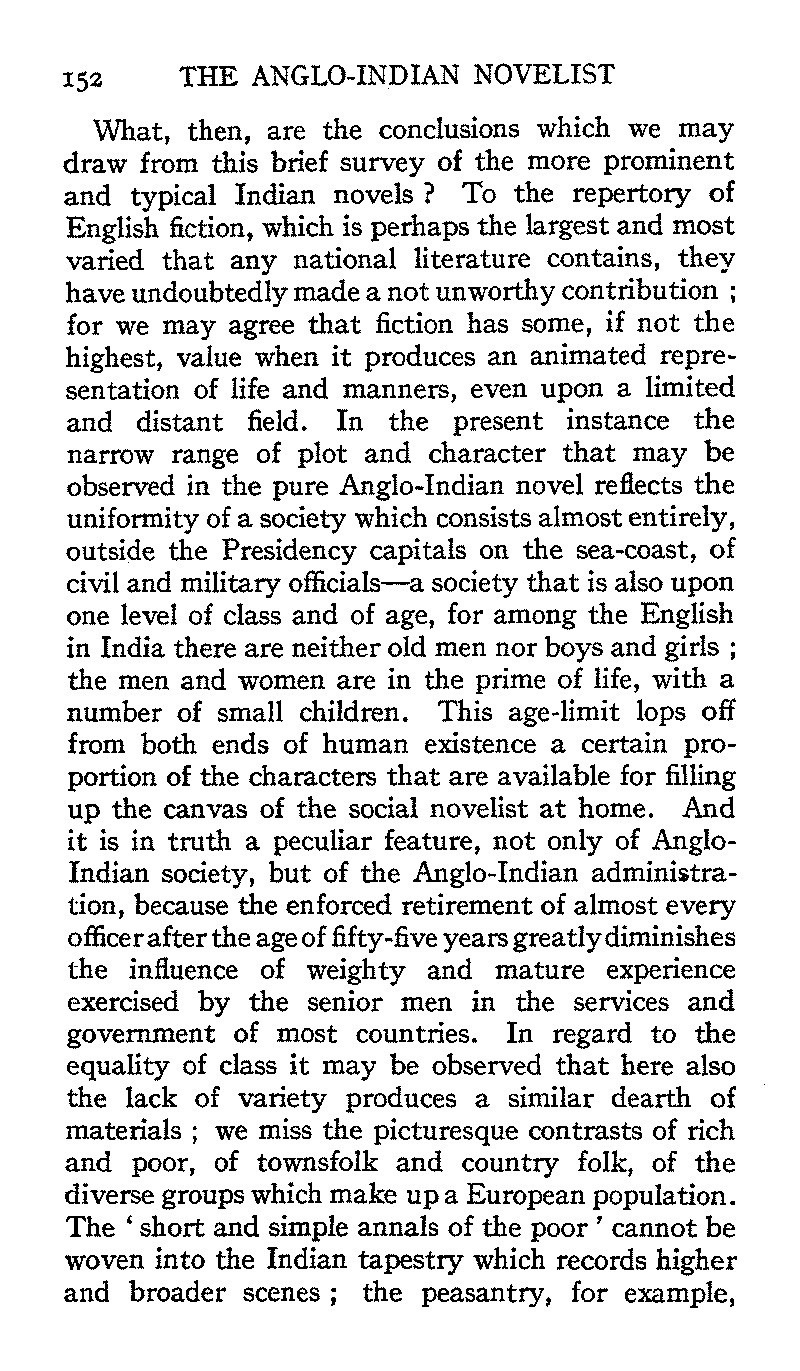 152 THE ANGLO-INDIAN NOVELIST
What, then, are the conclusions which we may
draw from this brief survey of the more prominent
and typical Indian novels ? To the repertory of
English fiction, which is perhaps the largest and most
varied that any national literature contains, they
have undoubtedly made a not unworthy contribution ;
for we may agree that fiction has some, if not the
highest, value when it produces an animated repre-
sentation of life and manners, even upon a limited
and distant field. In the present instance the
narrow range of plot and character that may be
observed in the pure Anglo-Indian novel reflects the
uniformity of a society which consists almost entirely,
outside the Presidency capitals on the sea-coast, of
civil and military officials—a society that is also upon
one level of class and of age, for among the English
in India there are neither old men nor boys and girls ;
the men and women are in the prime of life, with a
number of small children. This age-limit lops off
from both ends of human existence a certain pro-
portion of the characters that are available for filling
up the canvas of the social novelist at home. And
it is in truth a peculiar feature, not only of Anglo-
Indian society, but of the Anglo-Indian administra-
tion, because the enforced retirement of almost every
officer after the age of fifty-five years greatly diminishes
the influence of weighty and mature experience
exercised by the senior men in the services and
government of most countries. In regard to the
equality of class it may be observed that here also
the lack of variety produces a similar dearth of
materials ; we miss the picturesque contrasts of rich
and poor, of townsfolk and country folk, of the
diverse groups which make up a European population.
The ‘ short and simple annals of the poor ’ cannot be
woven into the Indian tapestry which records higher
and broader scenes ; the peasantry, for example,